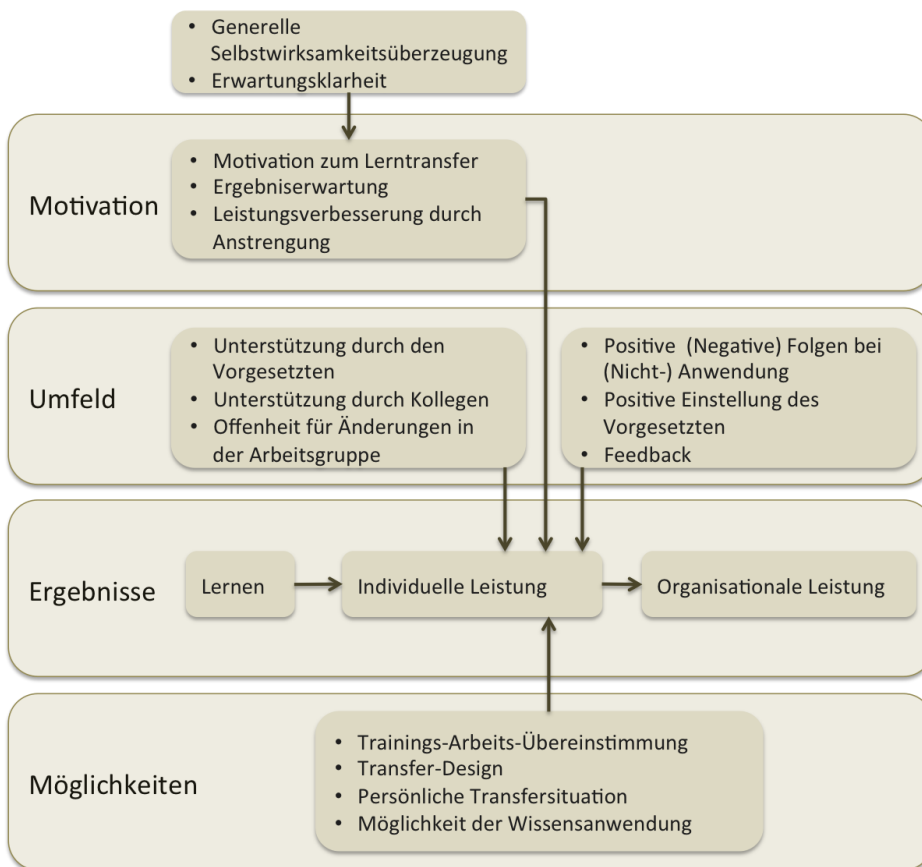 • Generelle
Selbstwirksamkeitsüberzeugung
• Erwartungsklarheit
Motivation
• Motivation zum Lerntransfer
• Ergebniserwartung
• Leistungsverbesserung durch
Anstrengung
Umfeld
• Unterstützung durch den
Vorgesetzten
• Unterstützung durch Kollegen
• Offenheit für Änderungen in
der Arbeitsgruppe
• Positive (Negative) Folgen bei
(Nicht-) Anwendung
• Positive Einstellung des
Vorgesetzten
• Feedback
Ergebnisse
Lernen
Individuelle Leistung
Organisationale Leistung
Möglichkeiten
• Trainings-Arbeits-Übereinstimmung
• Transfer-Design
• Persönliche Transfersituation
• Möglichkeit der Wissensanwendung